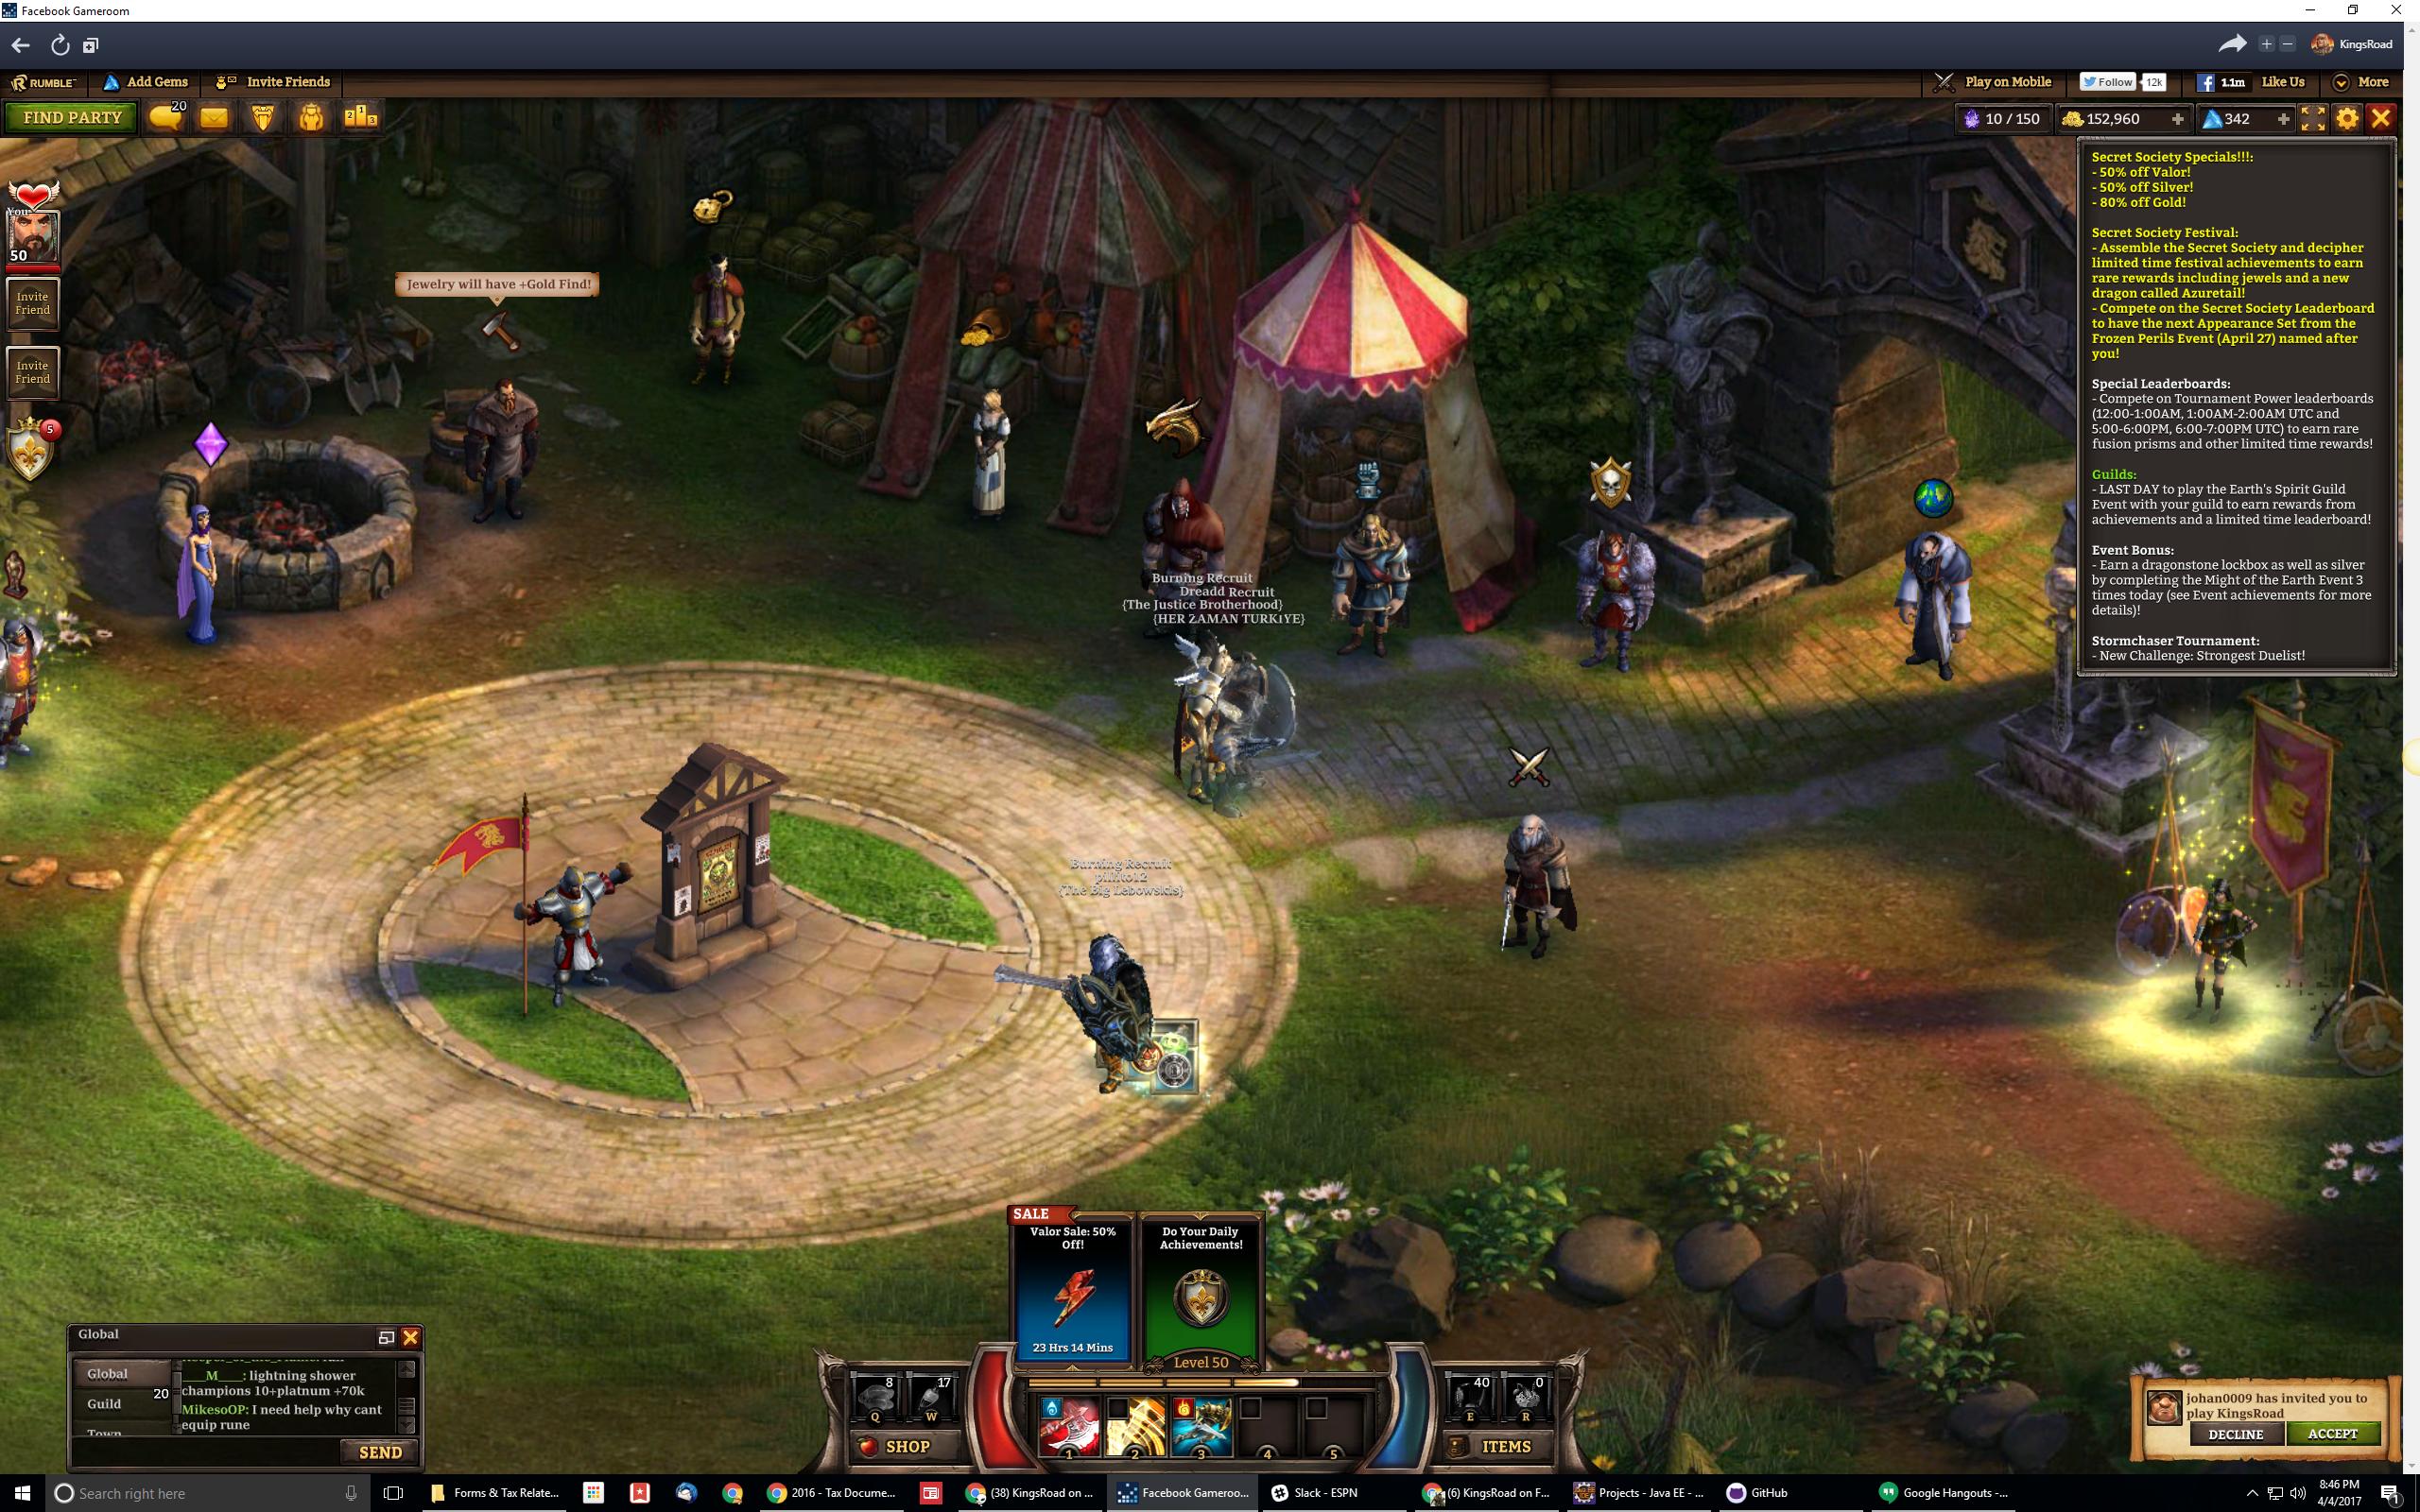 Facebook Gameroom
KingsRoad
RUMBLE
Add Gems
Invite Friends
Play on Mobile
Follow
12k
1.1m
Like Us
More
FIND PARTY
20
10 / 150
152,960
342
You
50
Invite
Friend
Invite
Friend
5
Jewelry will have +Gold Find!
Secret Society Specials!!!:
- 50% off Valor!
- 50% off Silver!
- 80% off Gold!
Secret Society Festival:
- Assemble the Secret Society and decipher
limited time festival achievements to earn
rare rewards including jewels and a new
dragon called Azuretail!
- Compete on the Secret Society Leaderboard
to have the next Appearance Set from the
Frozen Perils Event (April 27) named after
you!
Special Leaderboards:
- Compete on Tournament Power leaderboards
(12:00-1:00AM, 1:00AM-2:00AM UTC and
5:00-6:00PM, 6:00-7:00PM UTC) to earn rare
fusion prisms and other limited time rewards!
Guilds:
- LAST DAY to play the Earth's Spirit Guild
Event with your guild to earn rewards from
achievements and a limited time leaderboard!
Event Bonus:
- Earn a dragonstone lockbox as well as silver
by completing the Might of the Earth Event 3
times today (see Event achievements for more
details)!
Stormchaser Tournament:
- New Challenge: Strongest Duelist!
Burning Recruit
Dreadd Recruit
{The Justice Brotherhood}
{HER ZAMAN TURKIYE}
Burning Recruit
{The Big Lebowskis}
SALE
Valor Sale: 50%
Off!
23 Hrs 14 Mins
Do Your Daily
Achievements!
Level 50
Global
Global
20
Guild
Town
___M___: lightning shower
champions 10+platnum +70k
MikesoOP: I need help why cant
equip rune
SEND
8
Q
17
W
SHOP
1
2
3
4
5
40
E
0
R
ITEMS
johan0009 has invited you to
play KingsRoad
DECLINE
ACCEPT
Search right here
Forms & Tax Relate...
2016 - Tax Docume...
(38) KingsRoad on ...
Facebook Gameroo...
Slack - ESPN
(6) KingsRoad on F...
Projects - Java EE - ...
GitHub
Google Hangouts -...
8:46 PM
4/4/2017
1